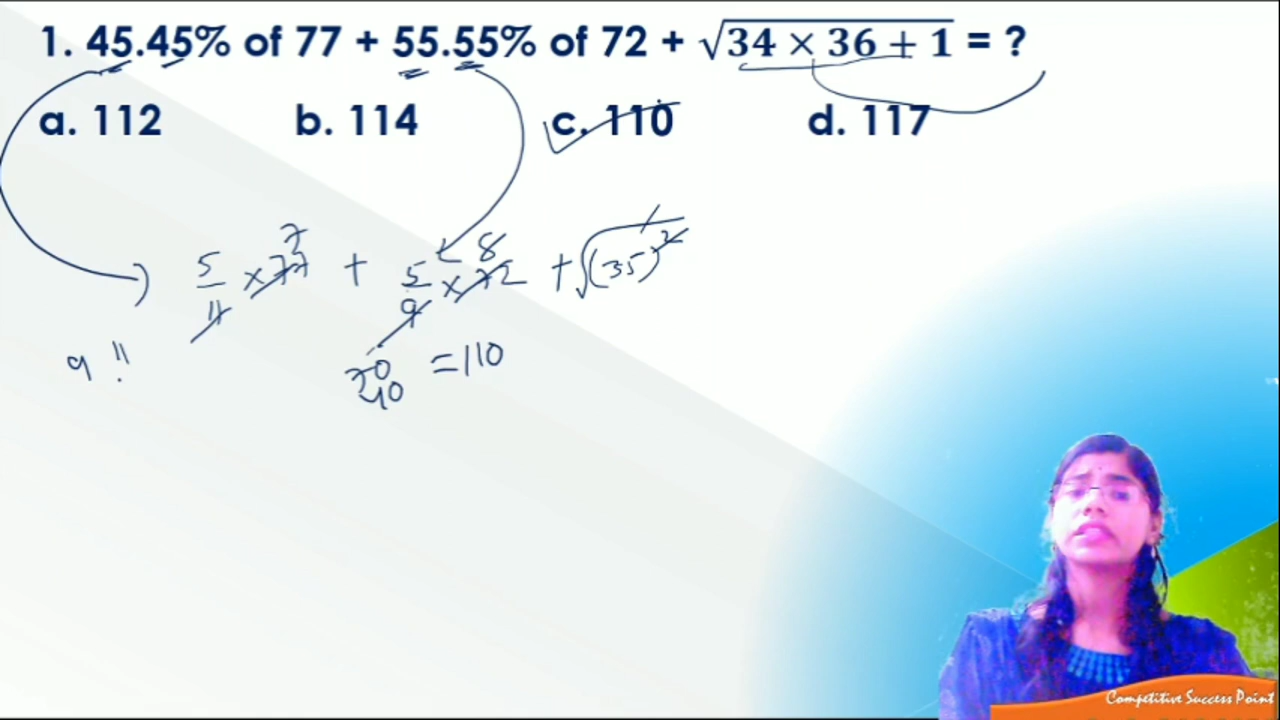 1. 45.45% of 77 + 55.55% of 72 + √34 × 36 + 1 = ?
a. 112 b. 114 c. 110 d. 117
7 8
5/11 × 77 + 5/9 × 72 + √(35)²
9 11
70
40 = 110
Competitive Success Point